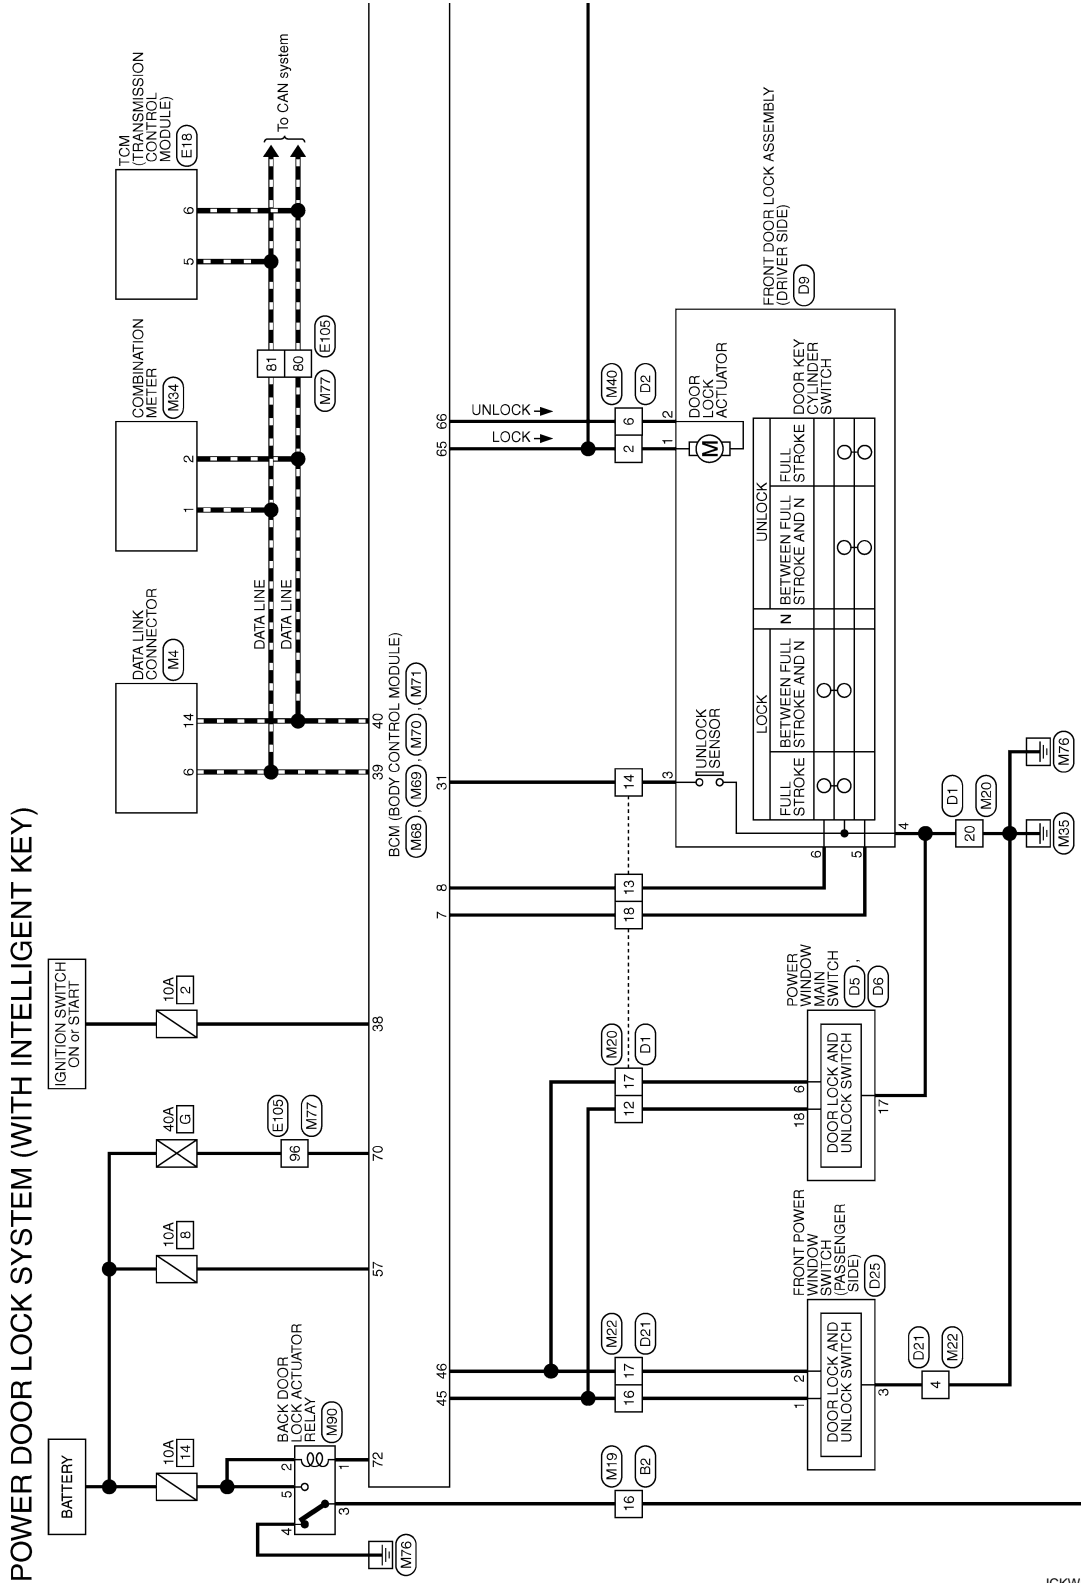 POWER DOOR LOCK SYSTEM (WITH INTELLIGENT KEY)
BATTERY
IGNITION SWITCH
ON or START
10A
14
10A
8
40A
G
10A
2
BACK DOOR
LOCK ACTUATOR
RELAY
M90
2
5
4
1
3
M76
E105
96
M77
72
57
70
38
DATA LINK
CONNECTOR
M4
6
14
COMBINATION
METER
M34
1
2
TCM
(TRANSMISSION
CONTROL
MODULE)
E18
5
6
DATA LINE
DATA LINE
81
80
M77
E105
To CAN system
39
40
BCM (BODY CONTROL MODULE)
M68 , M69 , M70 , M71
45
46
7
8
31
65
66
LOCK
UNLOCK
M19
16
B2
M22
16
17
D21
M20
12
17
D1
18
13
14
M40
2
6
D2
FRONT POWER
WINDOW
SWITCH
(PASSENGER
SIDE)
D25
1
2
DOOR LOCK AND
UNLOCK SWITCH
3
D21
4
M22
POWER
WINDOW
MAIN
SWITCH
D5 ,
D6
18
6
DOOR LOCK AND
UNLOCK SWITCH
17
FRONT DOOR LOCK ASSEMBLY
(DRIVER SIDE)
D9
3
1
2
UNLOCK
SENSOR
DOOR
LOCK
ACTUATOR
M
DOOR KEY
CYLINDER
SWITCH
LOCK
N
UNLOCK
FULL
STROKE
BETWEEN FULL
STROKE AND N
BETWEEN FULL
STROKE AND N
FULL
STROKE
6
5
4
D1
20
M20
M35
M76